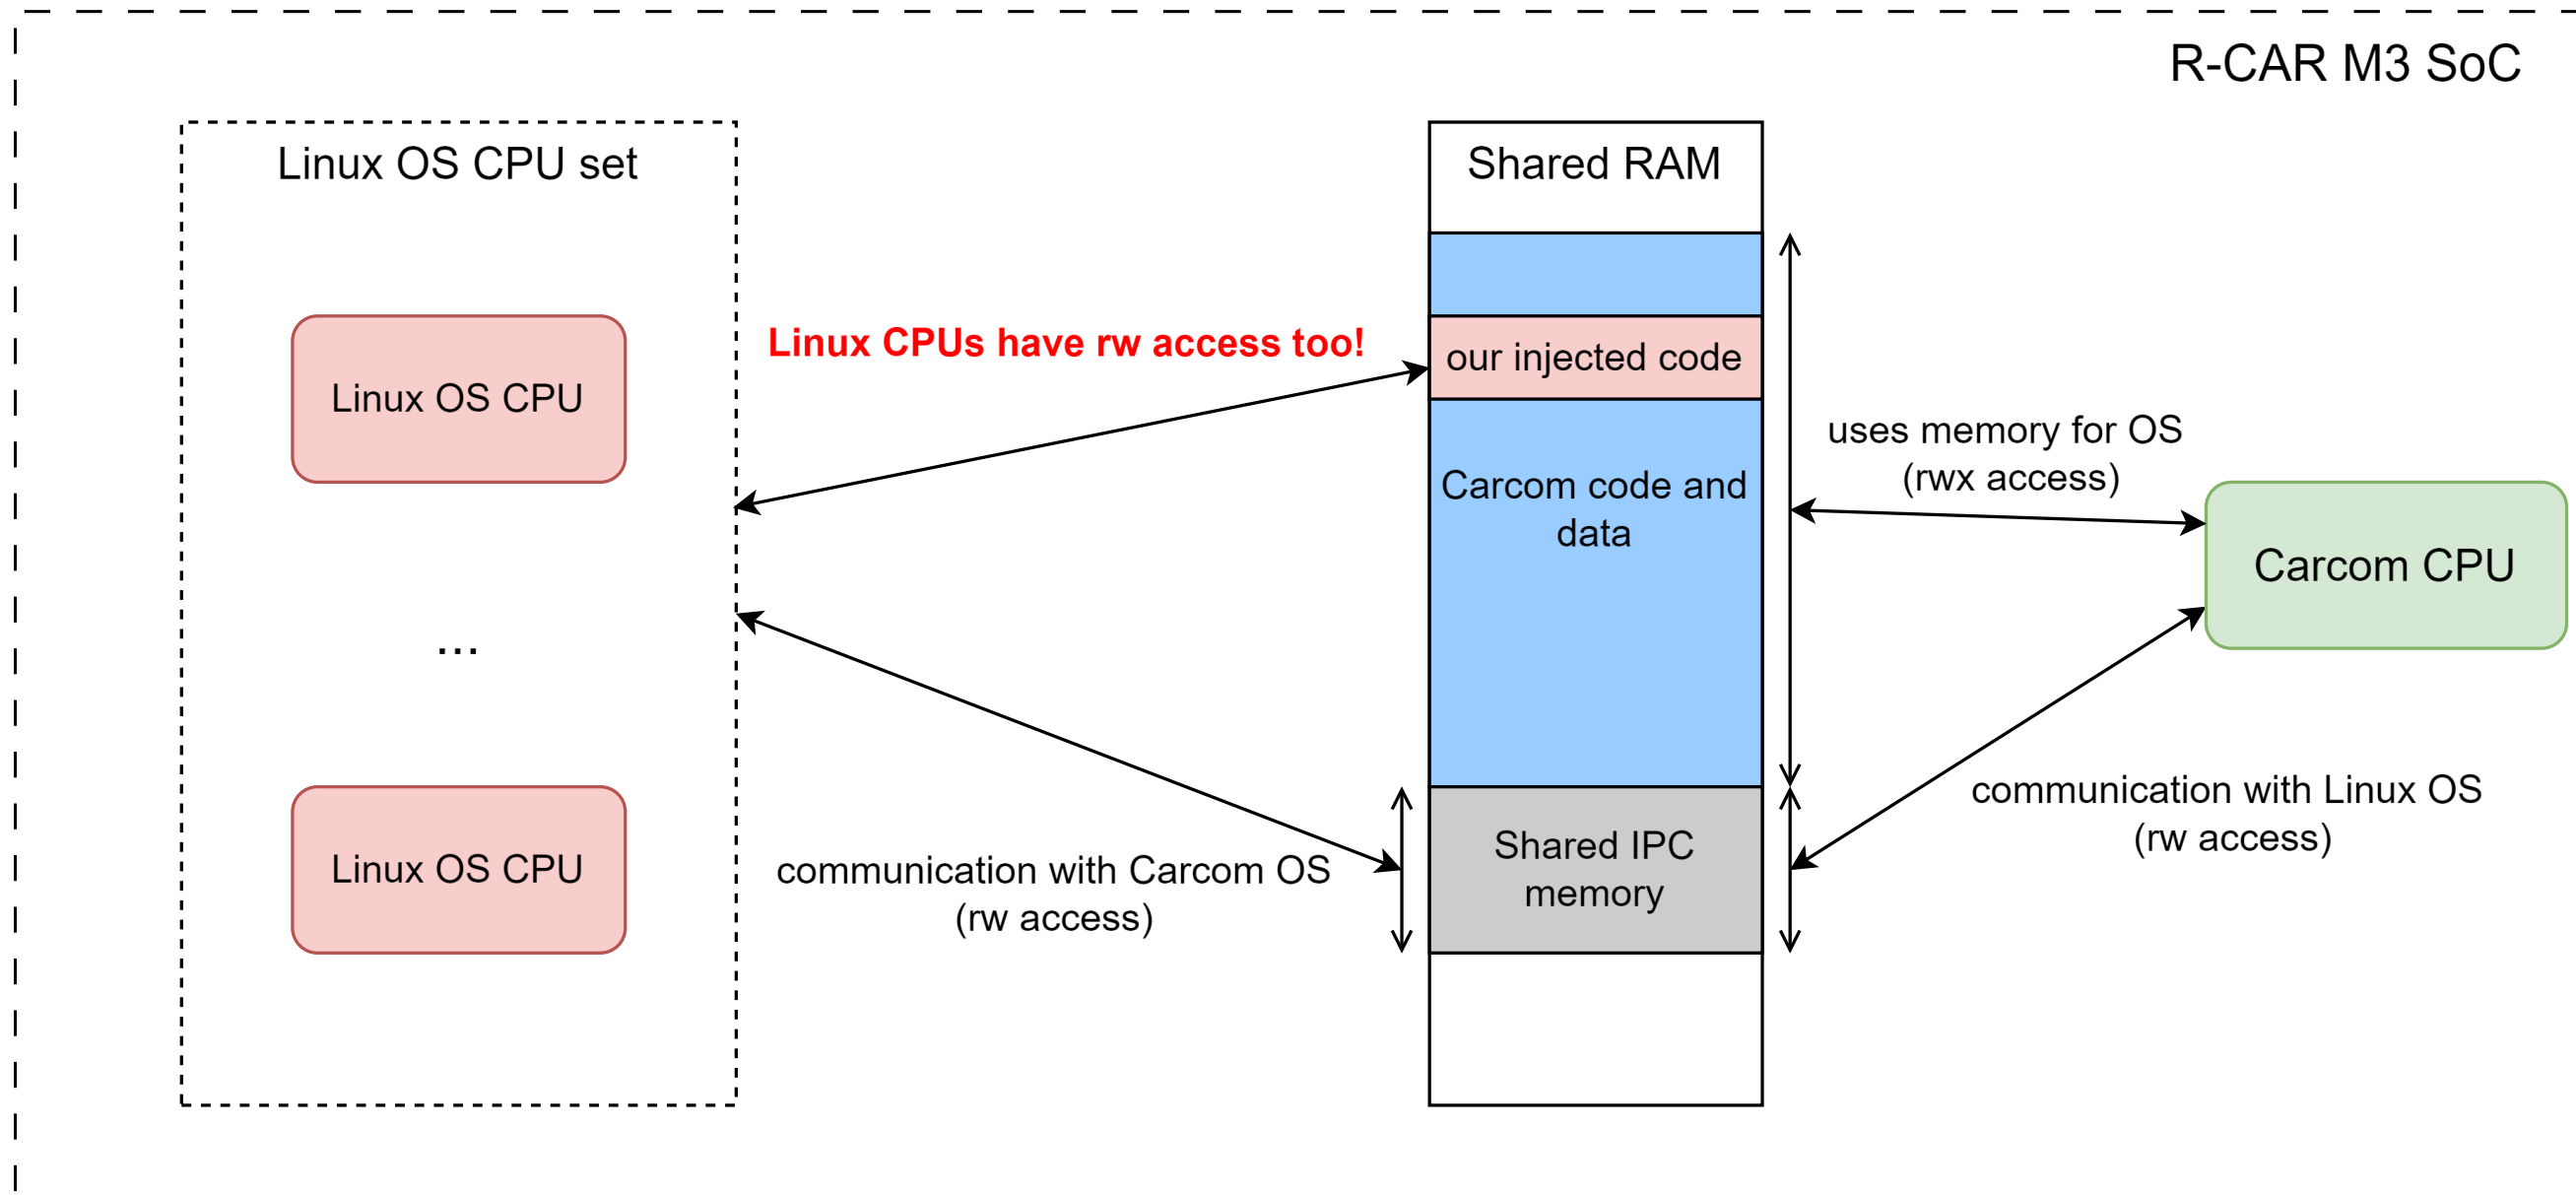 R-CAR M3 SoC
Linux OS CPU set
Shared RAM
Linux CPUs have rw access too!
our injected code
Linux OS CPU
uses memory for OS
(rwx access)
Carcom code and
data
Carcom CPU
...
communication with Linux OS
(rw access)
Shared IPC
memory
Linux OS CPU
communication with Carcom OS
(rw access)